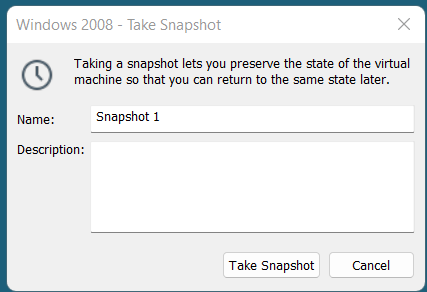 Windows 2008 - Take Snapshot
Taking a snapshot lets you preserve the state of the virtual
machine so that you can return to the same state later.
Name: Snapshot 1
Description:
Take Snapshot Cancel